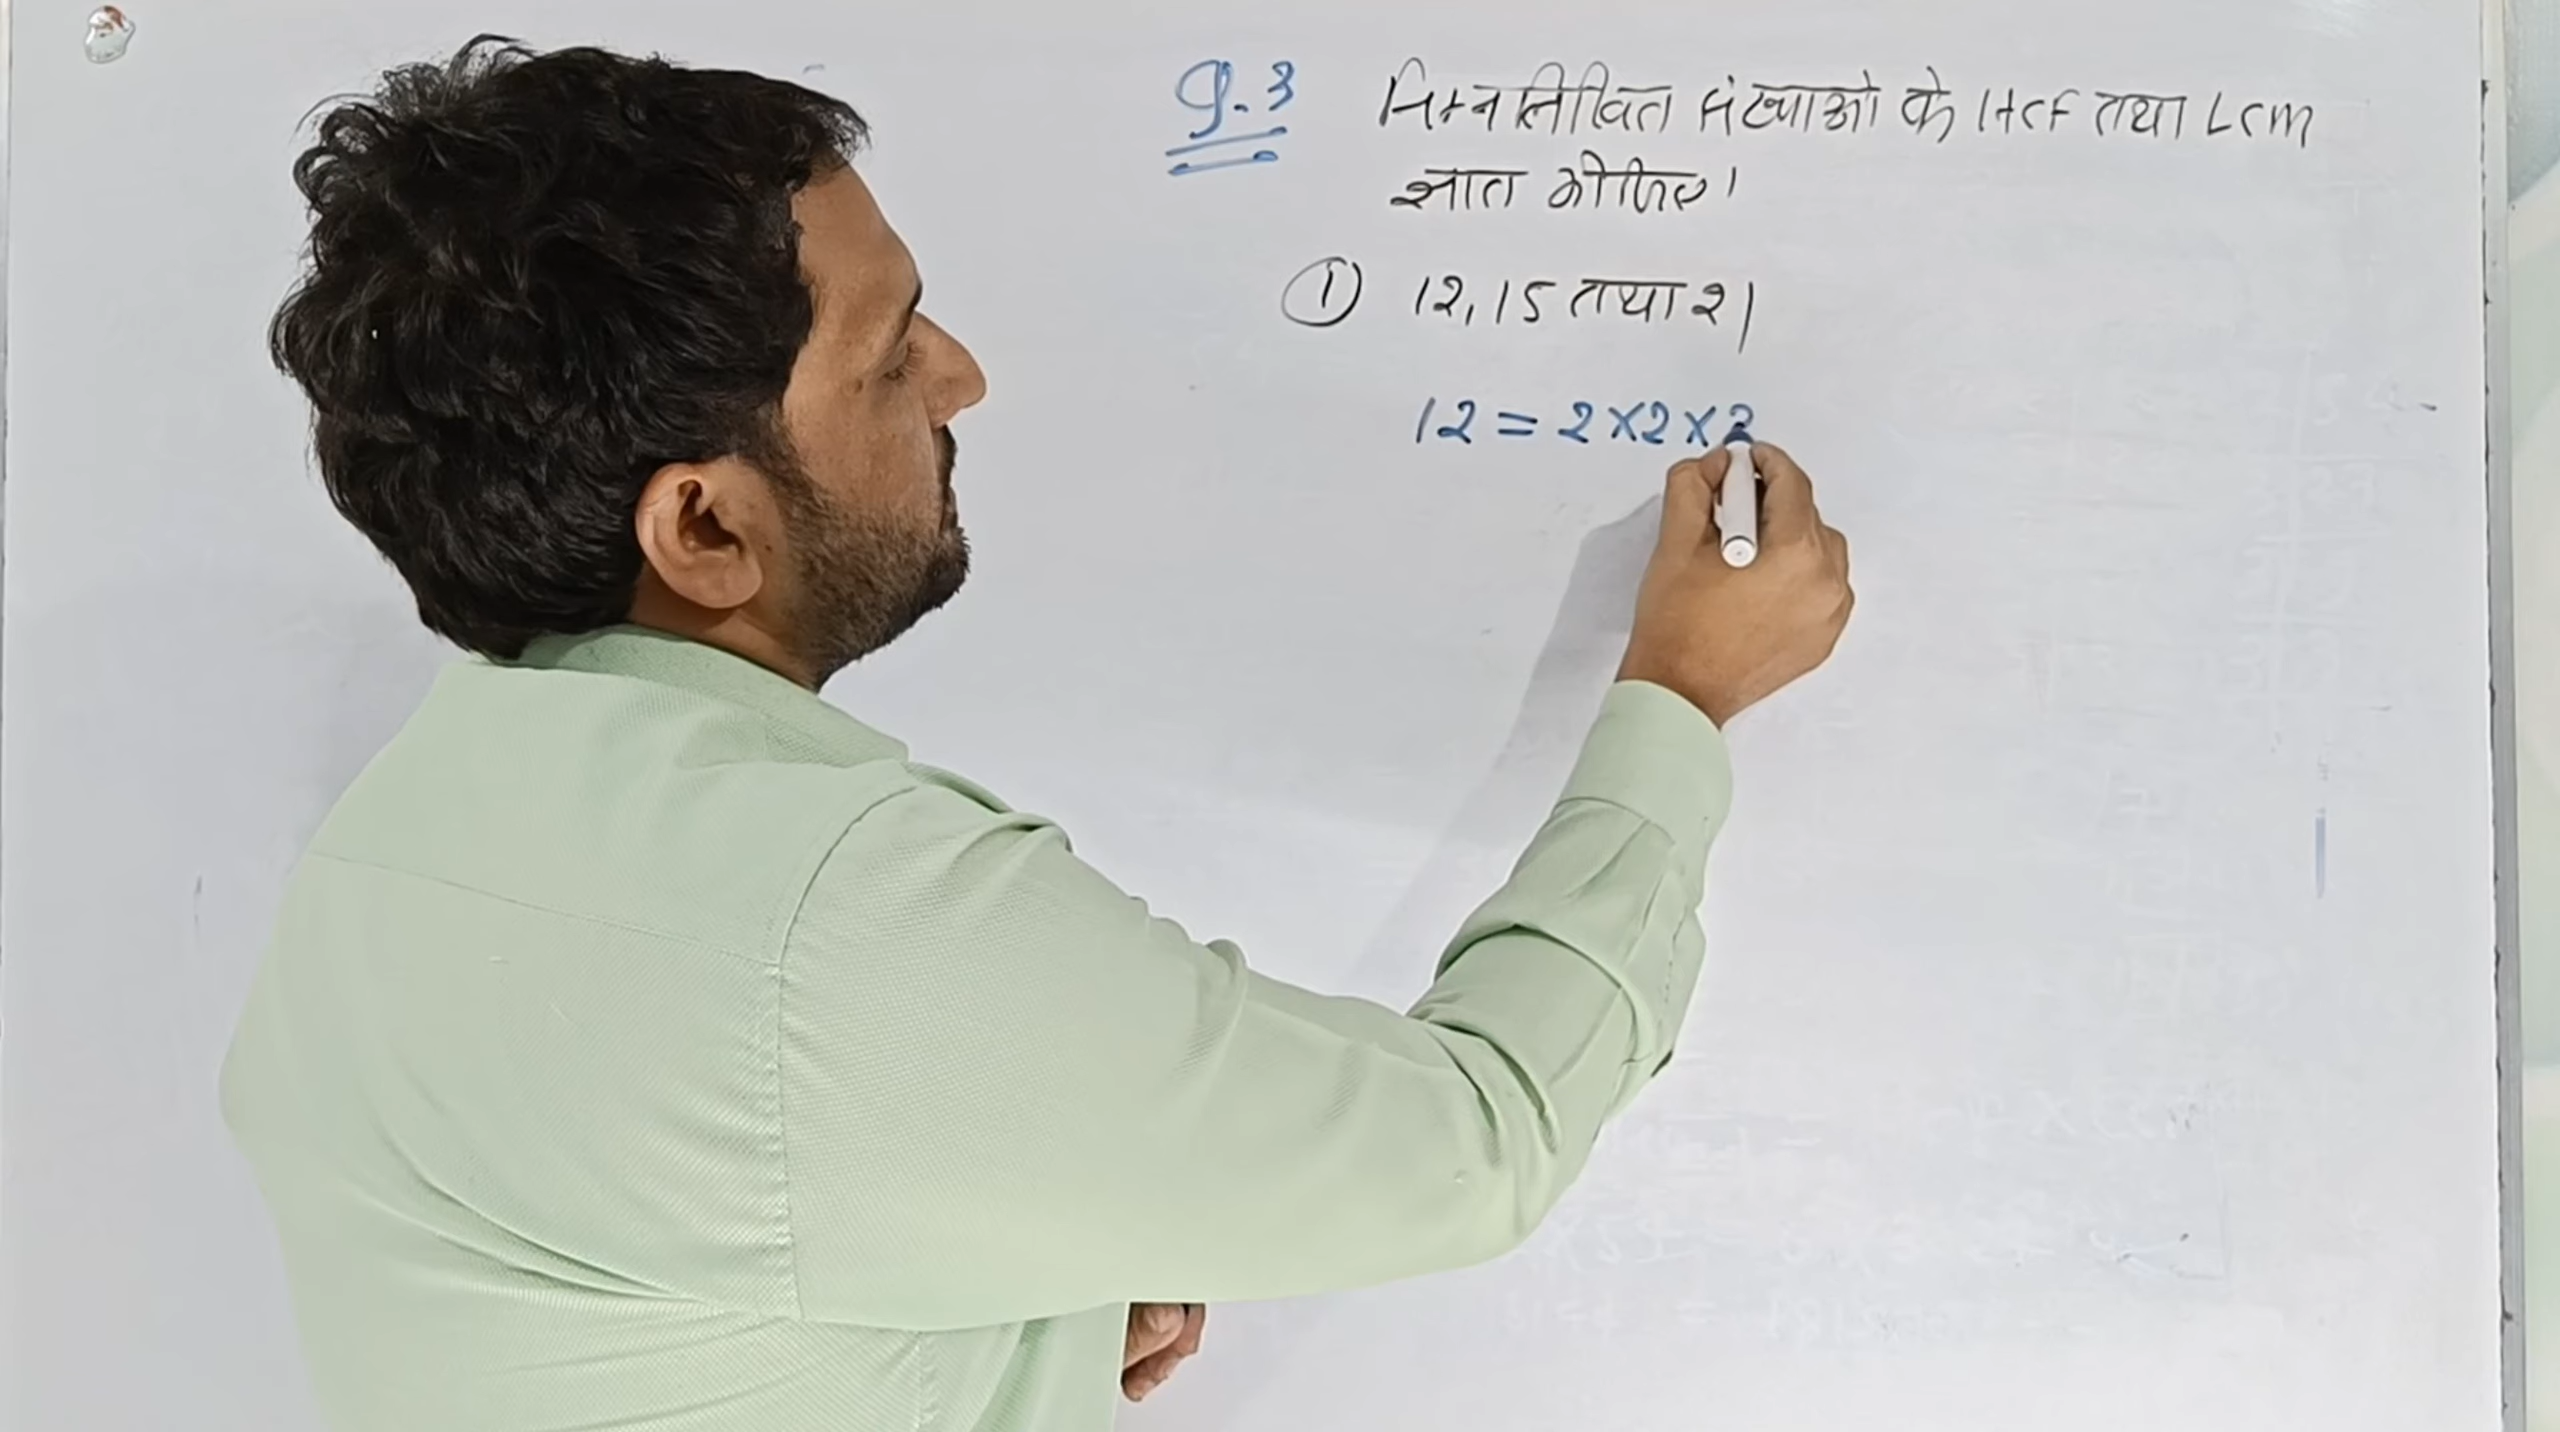 Q.3 निम्नलिखित संख्याओ के HCF तथा LCM
ज्ञात कीजिए।
① 12, 15 तथा 21
12 = 2×2×3